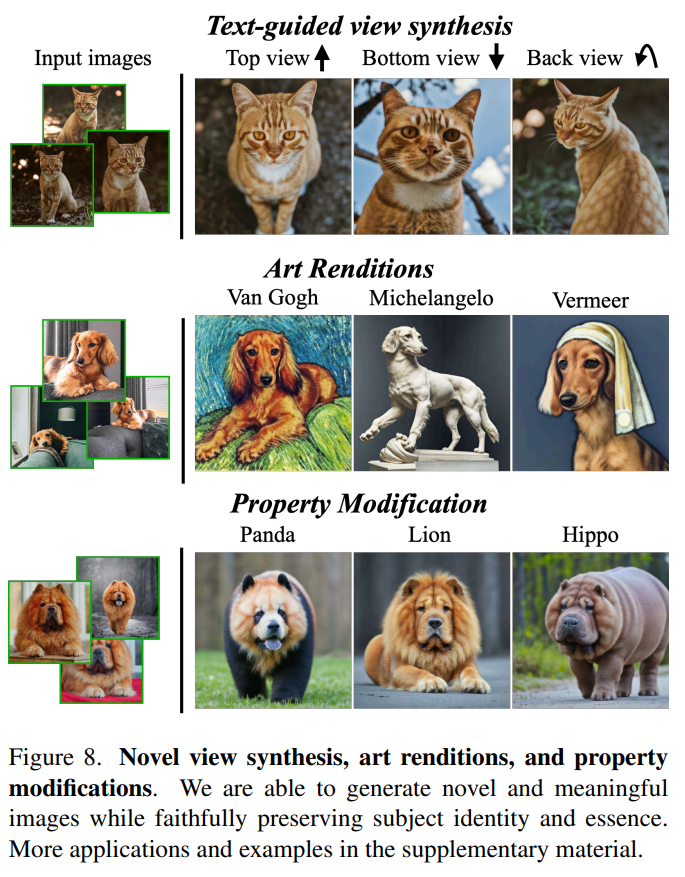 Text-guided view synthesis
Input images
Top view
Bottom view
Back view
Art Renditions
Van Gogh
Michelangelo
Vermeer
Property Modification
Panda
Lion
Hippo
Figure 8. Novel view synthesis, art renditions, and property
modifications. We are able to generate novel and meaningful
images while faithfully preserving subject identity and essence.
More applications and examples in the supplementary material.